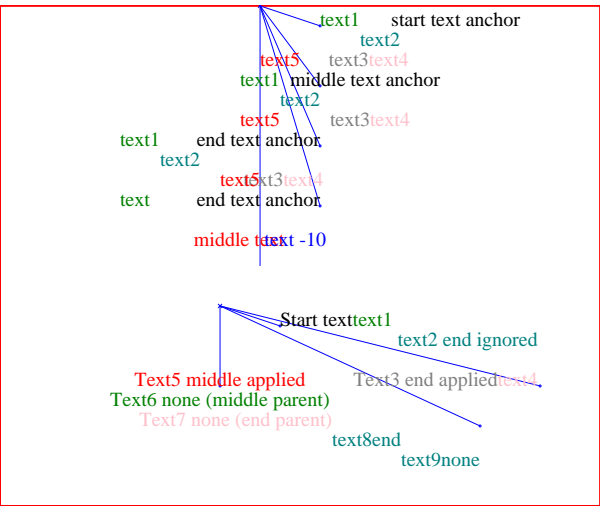 text1 start text anchor
text2
text5 text3text4
text1 middle text anchor
text2
text5 text3text4
text1 end text anchor
text2
text5 text3text4
text end text anchor
middle text text -10
Start texttext1
text2 end ignored
Text5 middle applied Text3 end appliedtext4
Text6 none (middle parent)
Text7 none (end parent)
text8end
text9none